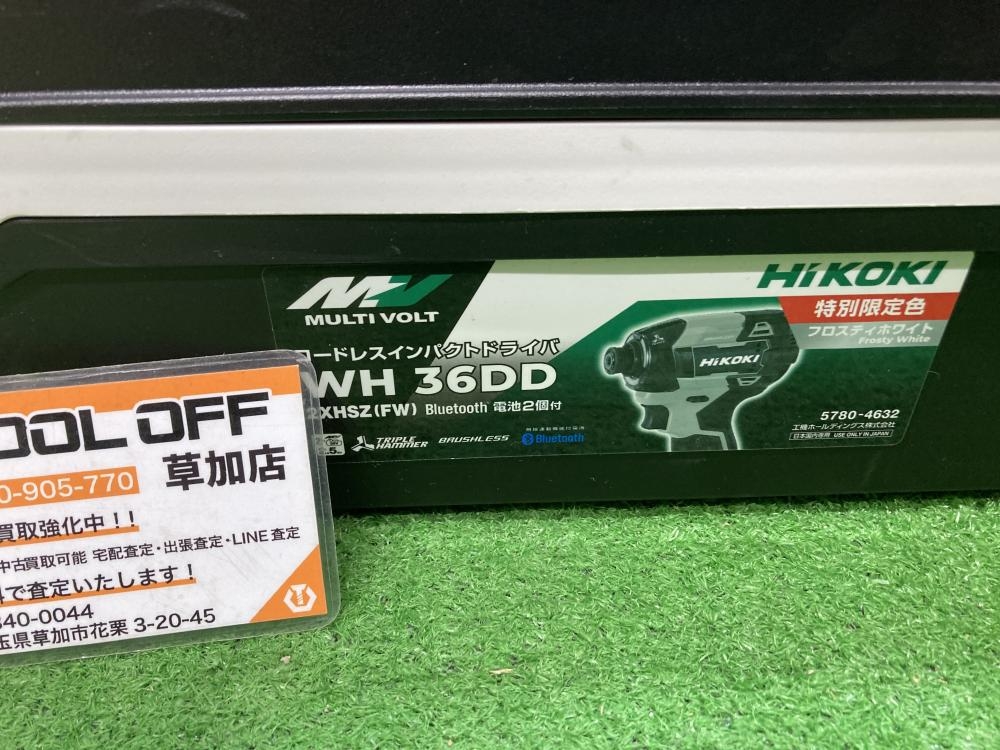 MV
MULTI VOLT
HiKOKI
特別限定色
フロスティホワイト
Frosty White
コードレスインパクトドライバ
WH 36DD
2XHSZ(FW) Bluetooth 電池2個付
TRIPLE HAMMER BRUSHLESS Bluetooth
HiKOKI
5780-4632
工機ホールディングス株式会社
日本国内専用 USE ONLY IN JAPAN
OOL OFF
草加店
0-905-770
買取強化中!!
中古買取可能 宅配査定・出張査定・LINE査定
で査定いたします!
340-0044
玉県草加市花栗 3-20-45